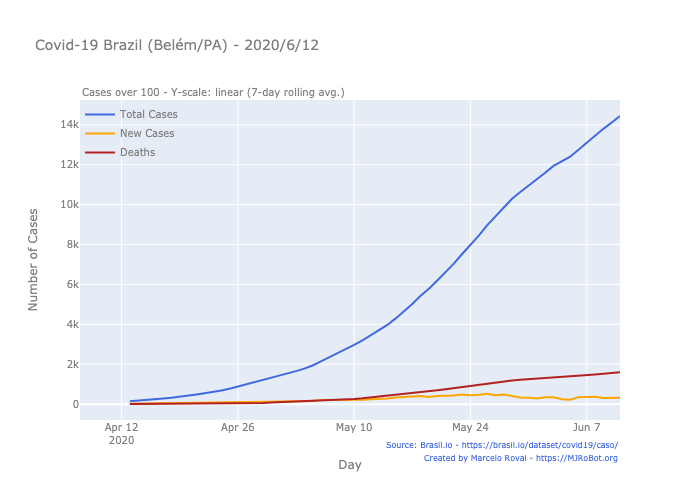 Covid-19 Brazil (Belém/PA) - 2020/6/12
Cases over 100 - Y-scale: linear (7-day rolling avg.)
Total Cases
New Cases
Deaths
14k
12k
10k
8k
6k
4k
2k
0
Number of Cases
Apr 12
2020
Apr 26
May 10
May 24
Jun 7
Day
Source: Brasil.io - https://brasil.io/dataset/covid19/caso/
Created by Marcelo Rovai - https://MJRoBot.org